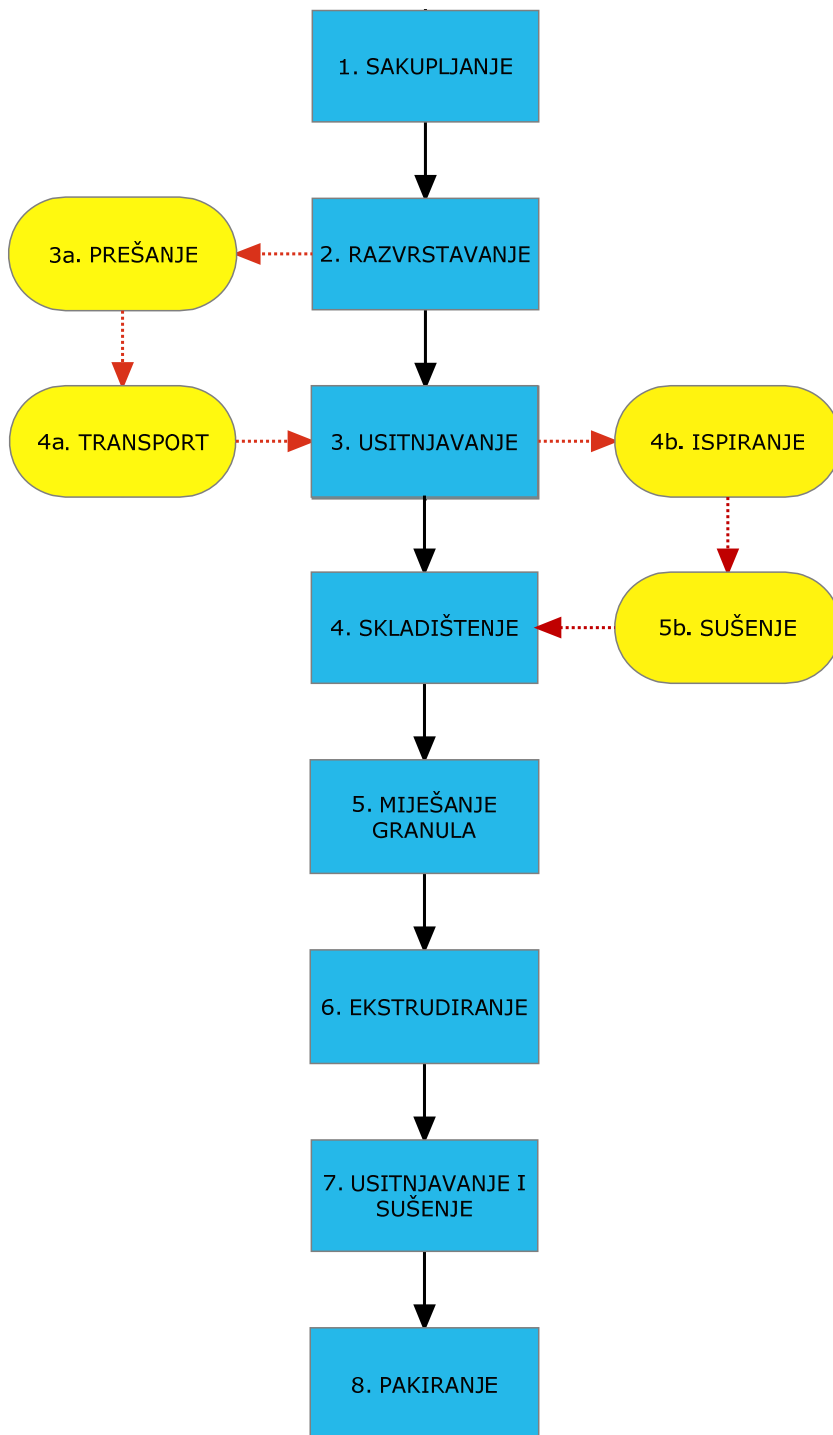 1. SAKUPLJANJE
3a. PREŠANJE
2. RAZVRSTAVANJE
4a. TRANSPORT
3. USITNJAVANJE
4b. ISPIRANJE
4. SKLADIŠTENJE
5b. SUŠENJE
5. MIJEŠANJE
GRANULA
6. EKSTRUDIRANJE
7. USITNJAVANJE I
SUŠENJE
8. PAKIRANJE